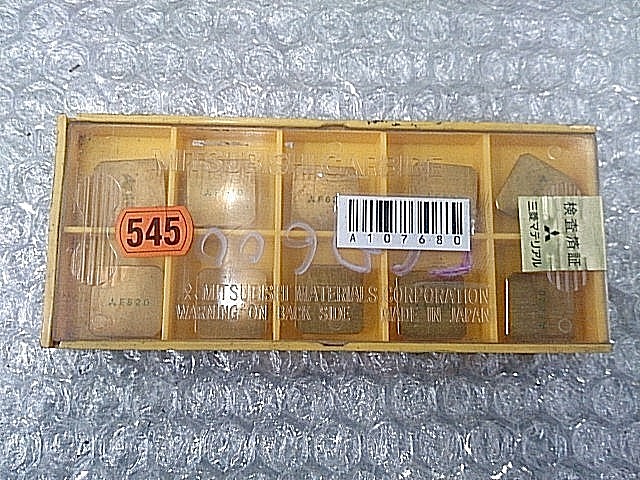 MITSUBISHI CARBIDE
F620
545
A107680
検査済証
三菱マテリアル
MITSUBISHI MATERIALS CORPORATION
WARNING ON BACK SIDE MADE IN JAPAN